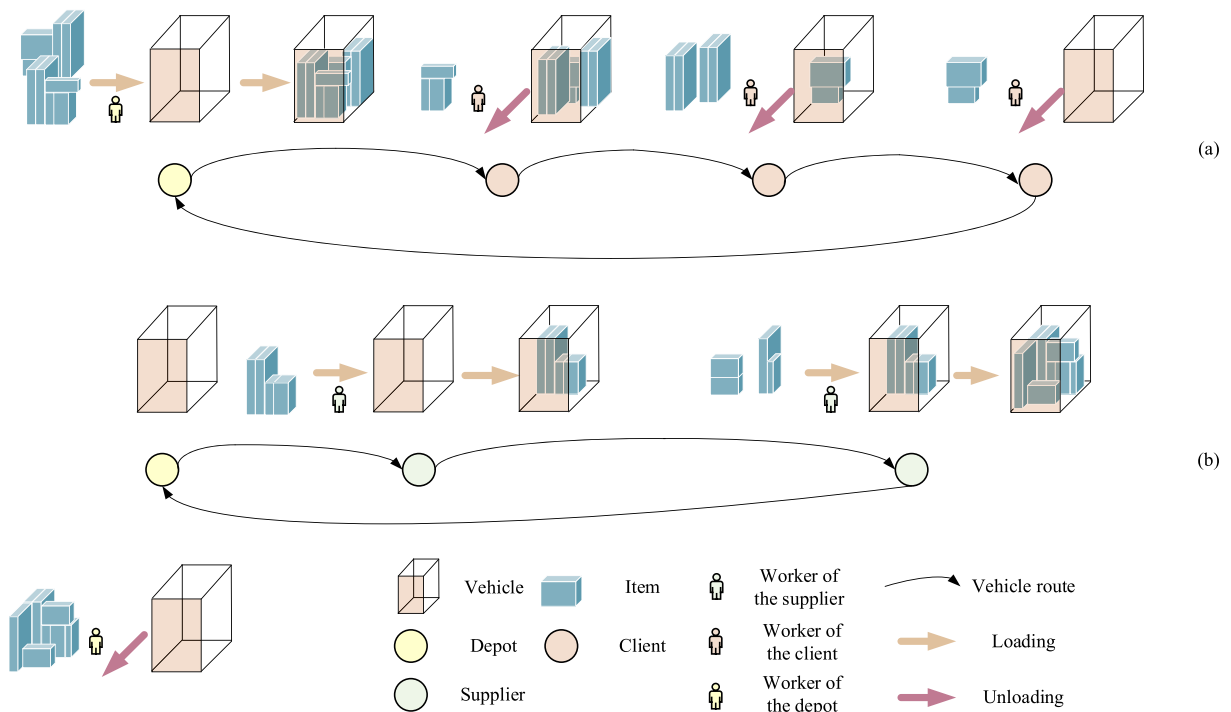 (a)
(b)
Vehicle
Item
Worker of
the supplier
Vehicle route
Depot
Client
Worker of
the client
Loading
Supplier
Worker of
the depot
Unloading